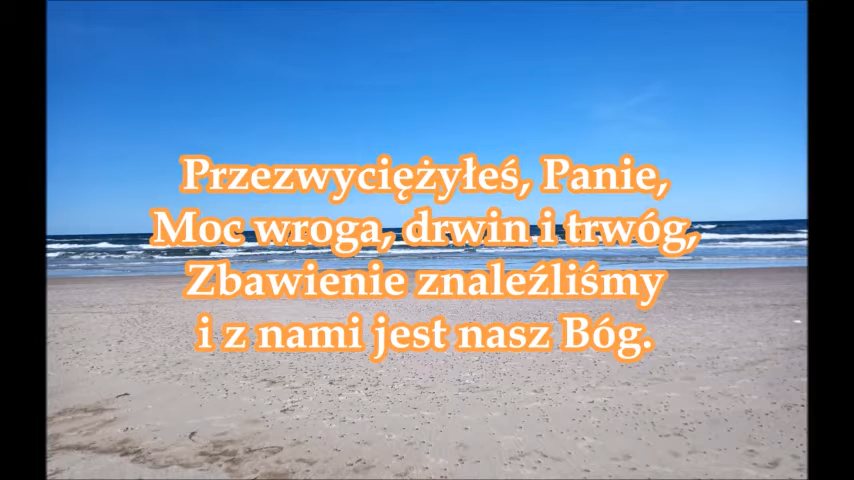 Przezwyciężyłeś, Panie,
Moc wroga, drwin i trwóg,
Zbawienie znaleźliśmy
i z nami jest nasz Bóg.